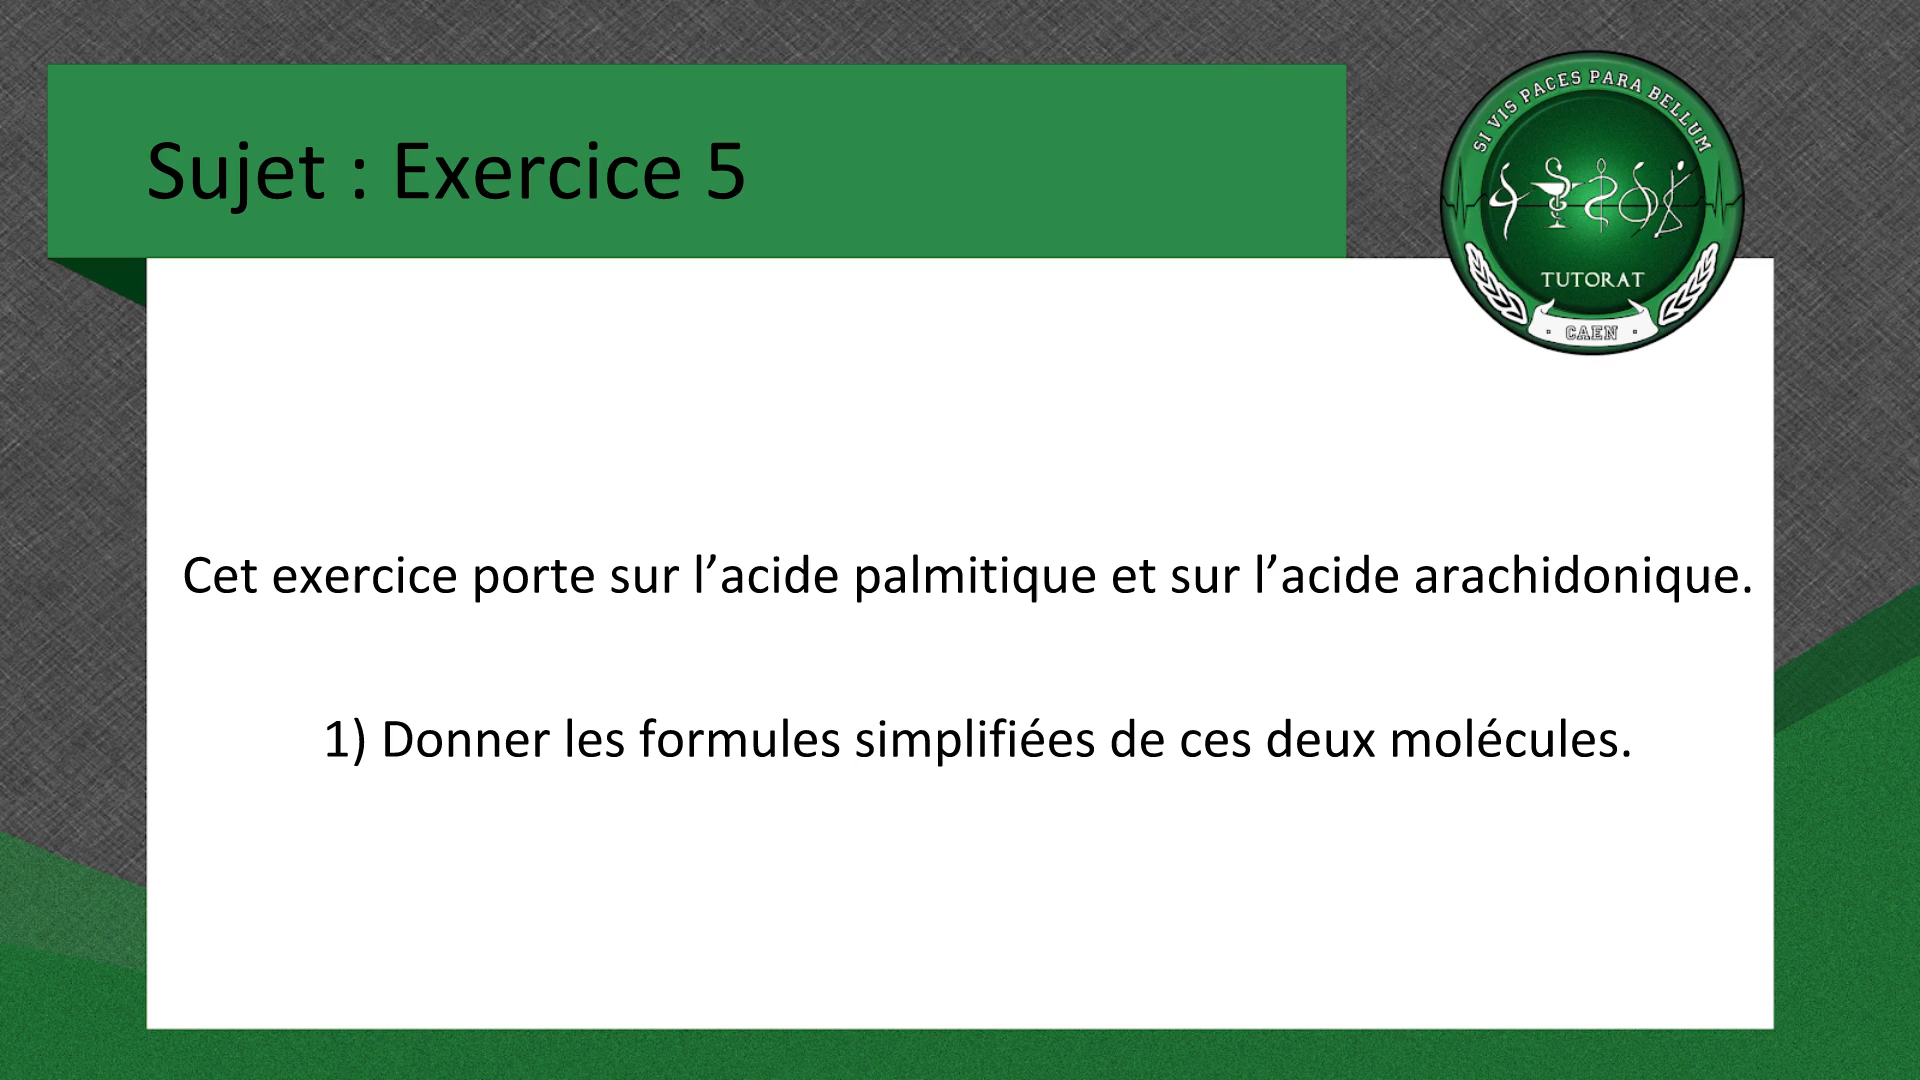 Sujet : Exercice 5
SI VIS PACES PARA BELLUM
TUTORAT
· CAEN ·
Cet exercice porte sur l’acide palmitique et sur l’acide arachidonique.
1) Donner les formules simplifiées de ces deux molécules.